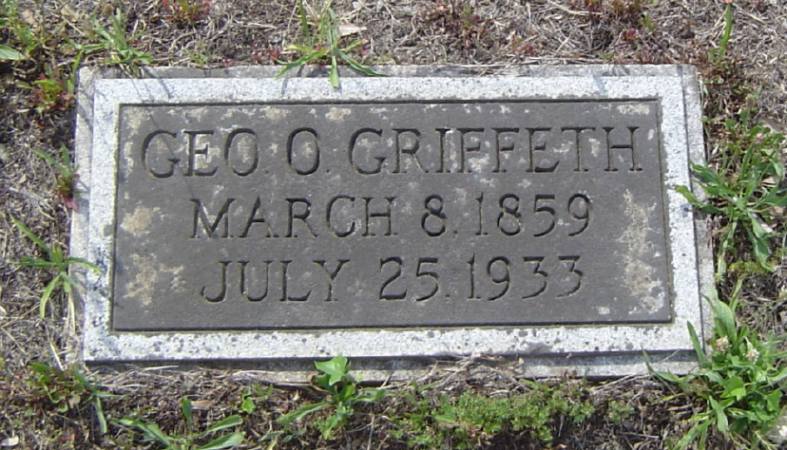 GEO. O. GRIFFETH
MARCH 8, 1859
JULY 25, 1933